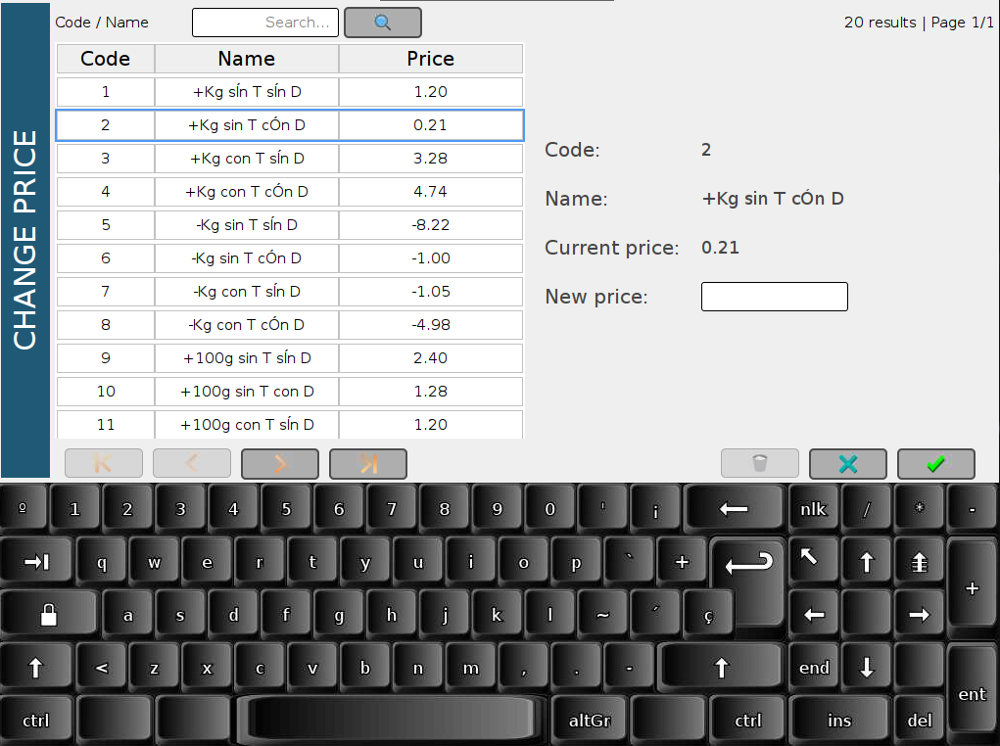 CHANGE PRICE
Code / Name Search... 20 results | Page 1/1
Code Name Price
1 +Kg sÍn T sÍn D 1.20
2 +Kg sin T cÓn D 0.21
3 +Kg con T sÍn D 3.28
4 +Kg con T cÓn D 4.74
5 -Kg sin T sÍn D -8.22
6 -Kg sin T cÓn D -1.00
7 -Kg con T sÍn D -1.05
8 -Kg con T cÓn D -4.98
9 +100g sin T sÍn D 2.40
10 +100g sin T con D 1.28
11 +100g con T sÍn D 1.20
Code: 2
Name: +Kg sin T cÓn D
Current price: 0.21
New price:
º 1 2 3 4 5 6 7 8 9 0 ' ¡ nlk / * -
q w e r t y u i o p ` +
a s d f g h j k l ~ ´ ç +
< z x c v b n m , . - end
ctrl altGr ctrl ins del ent